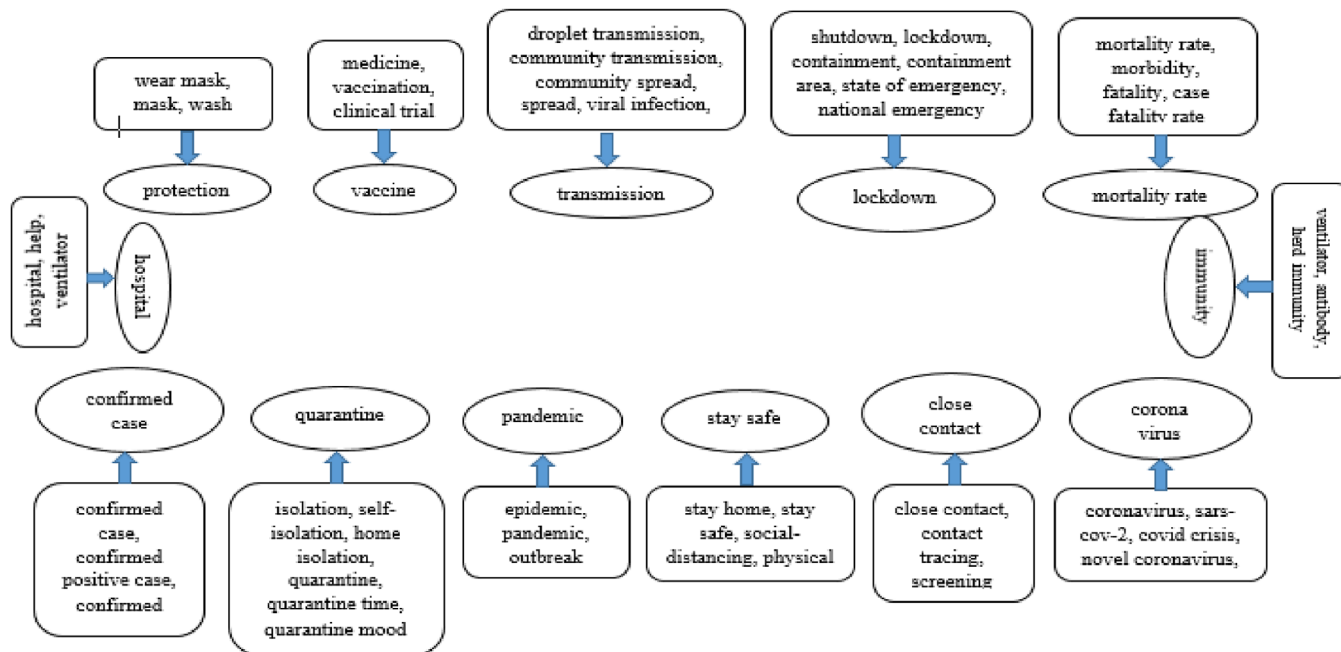 wear mask,
mask, wash
medicine,
vaccination,
clinical trial
droplet transmission,
community transmission,
community spread,
spread, viral infection,
shutdown, lockdown,
containment, containment
area, state of emergency,
national emergency
mortality rate,
morbidity,
fatality, case
fatality rate
protection
vaccine
transmission
lockdown
mortality rate
hospital, help,
ventilator
hospital
immunity
ventilator, antibody,
herd immunity
confirmed
case
quarantine
pandemic
stay safe
close
contact
corona
virus
confirmed
case,
confirmed
positive case,
confirmed
isolation, self-
isolation, home
isolation,
quarantine,
quarantine time,
quarantine mood
epidemic,
pandemic,
outbreak
stay home, stay
safe, social-
distancing, physical
close contact,
contact
tracing,
screening
coronavirus, sars-
cov-2, covid crisis,
novel coronavirus,